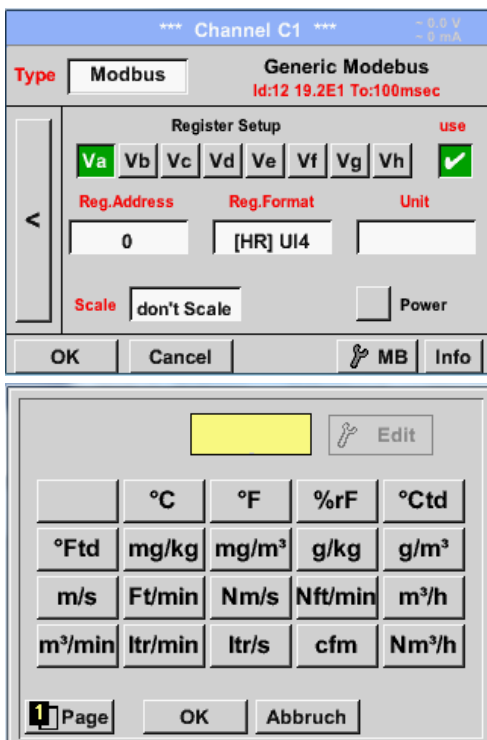 *** Channel C1 ***
~ 0.0 V
~ 0 mA
Type Modbus
Generic Modebus
Id:12 19.2E1 To:100msec
Register Setup
use
Va Vb Vc Vd Ve Vf Vg Vh
Reg.Address Reg.Format Unit
<
0 [HR] UI4
Scale don't Scale Power
OK Cancel MB Info
Edit
°C °F %rF °Ctd
°Ftd mg/kg mg/m³ g/kg g/m³
m/s Ft/min Nm/s Nft/min m³/h
m³/min ltr/min ltr/s cfm Nm³/h
1 Page OK Abbruch